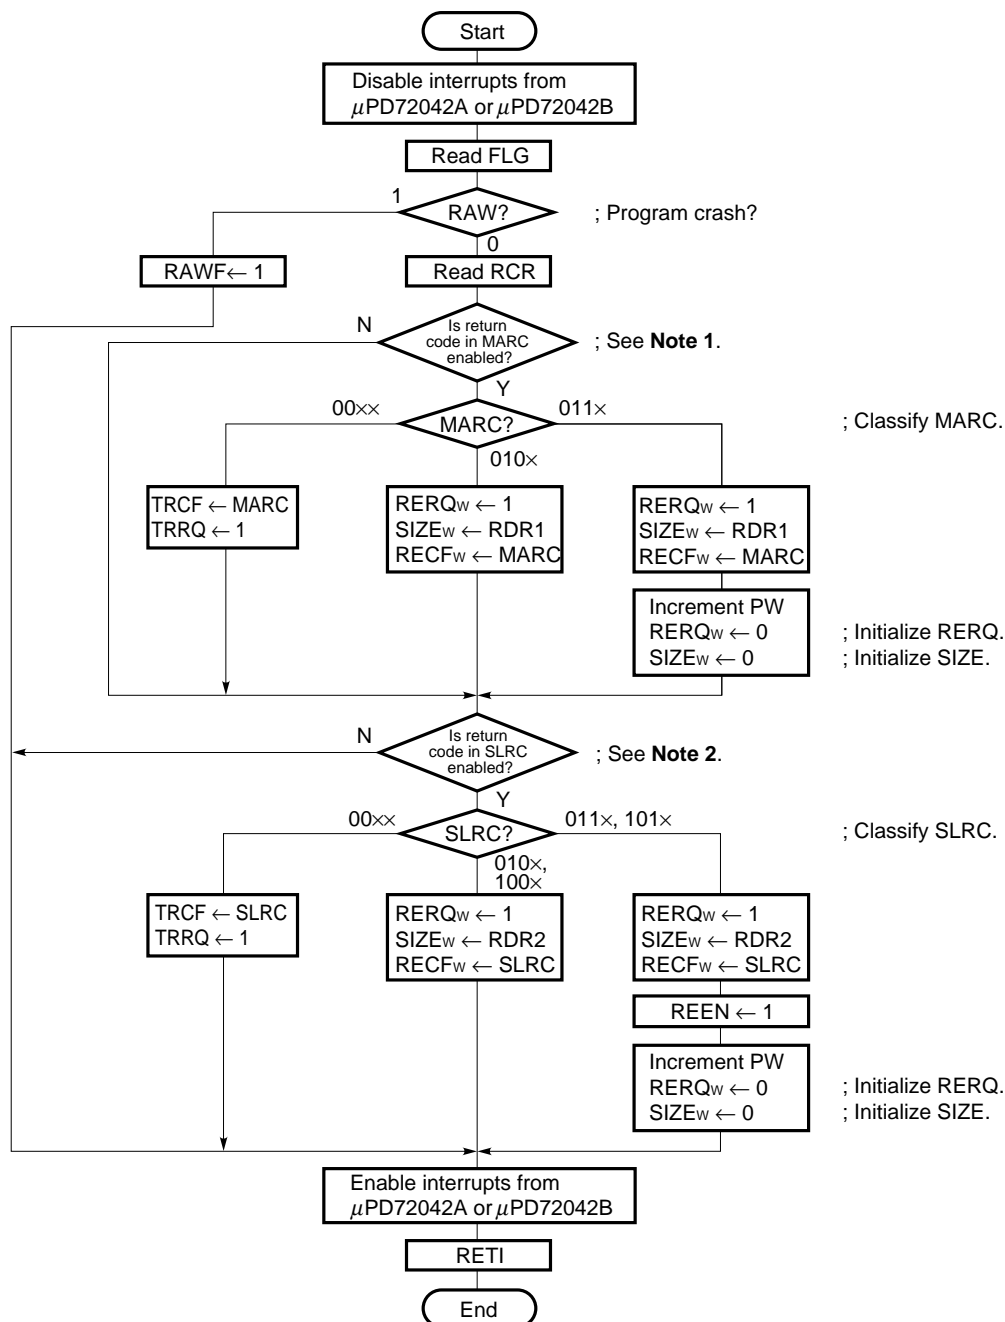 Start
Disable interrupts from
μPD72042A or μPD72042B
Read FLG
1
RAW?
; Program crash?
0
RAWF← 1
Read RCR
N
Is return
code in MARC
enabled?
; See Note 1.
Y
00××
MARC?
011×
; Classify MARC.
010×
TRCF ← MARC
TRRQ ← 1
RERQW ← 1
SIZEW ← RDR1
RECFW ← MARC
RERQW ← 1
SIZEW ← RDR1
RECFW ← MARC
Increment PW
RERQW ← 0
; Initialize RERQ.
SIZEW ← 0
; Initialize SIZE.
N
Is return
code in SLRC
enabled?
; See Note 2.
Y
00××
SLRC?
011×, 101×
; Classify SLRC.
010×,
100×
TRCF ← SLRC
TRRQ ← 1
RERQW ← 1
SIZEW ← RDR2
RECFW ← SLRC
RERQW ← 1
SIZEW ← RDR2
RECFW ← SLRC
REEN ← 1
Increment PW
RERQW ← 0
; Initialize RERQ.
SIZEW ← 0
; Initialize SIZE.
Enable interrupts from
μPD72042A or μPD72042B
RETI
End